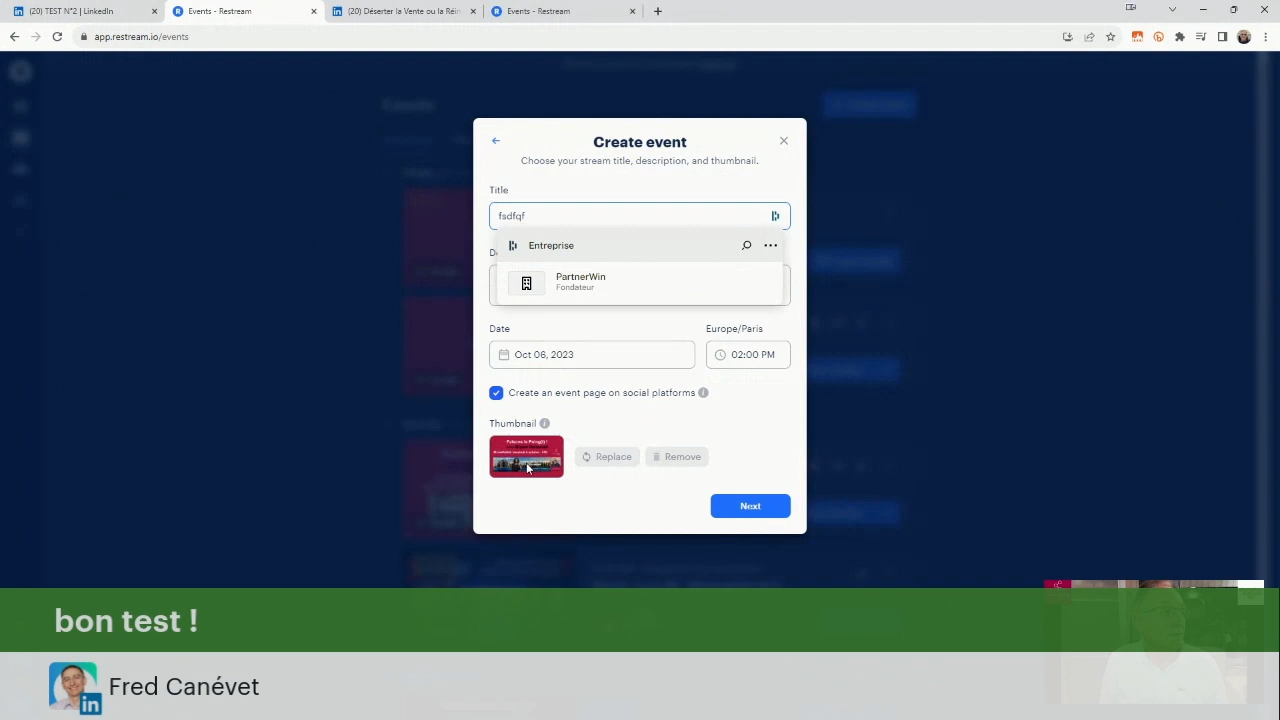 (20) TEST N°2 | LinkedIn
Events - Restream
(20) Déserter la Vente ou la Réin
Events - Restream
app.restream.io/events
Create event
Choose your stream title, description, and thumbnail.
Title
fsdfqf
Entreprise
PartnerWin
Fondateur
Date
Europe/Paris
Oct 06, 2023
02:00 PM
Create an event page on social platforms
Thumbnail
Replace
Remove
Next
bon test !
Fred Canévet
in